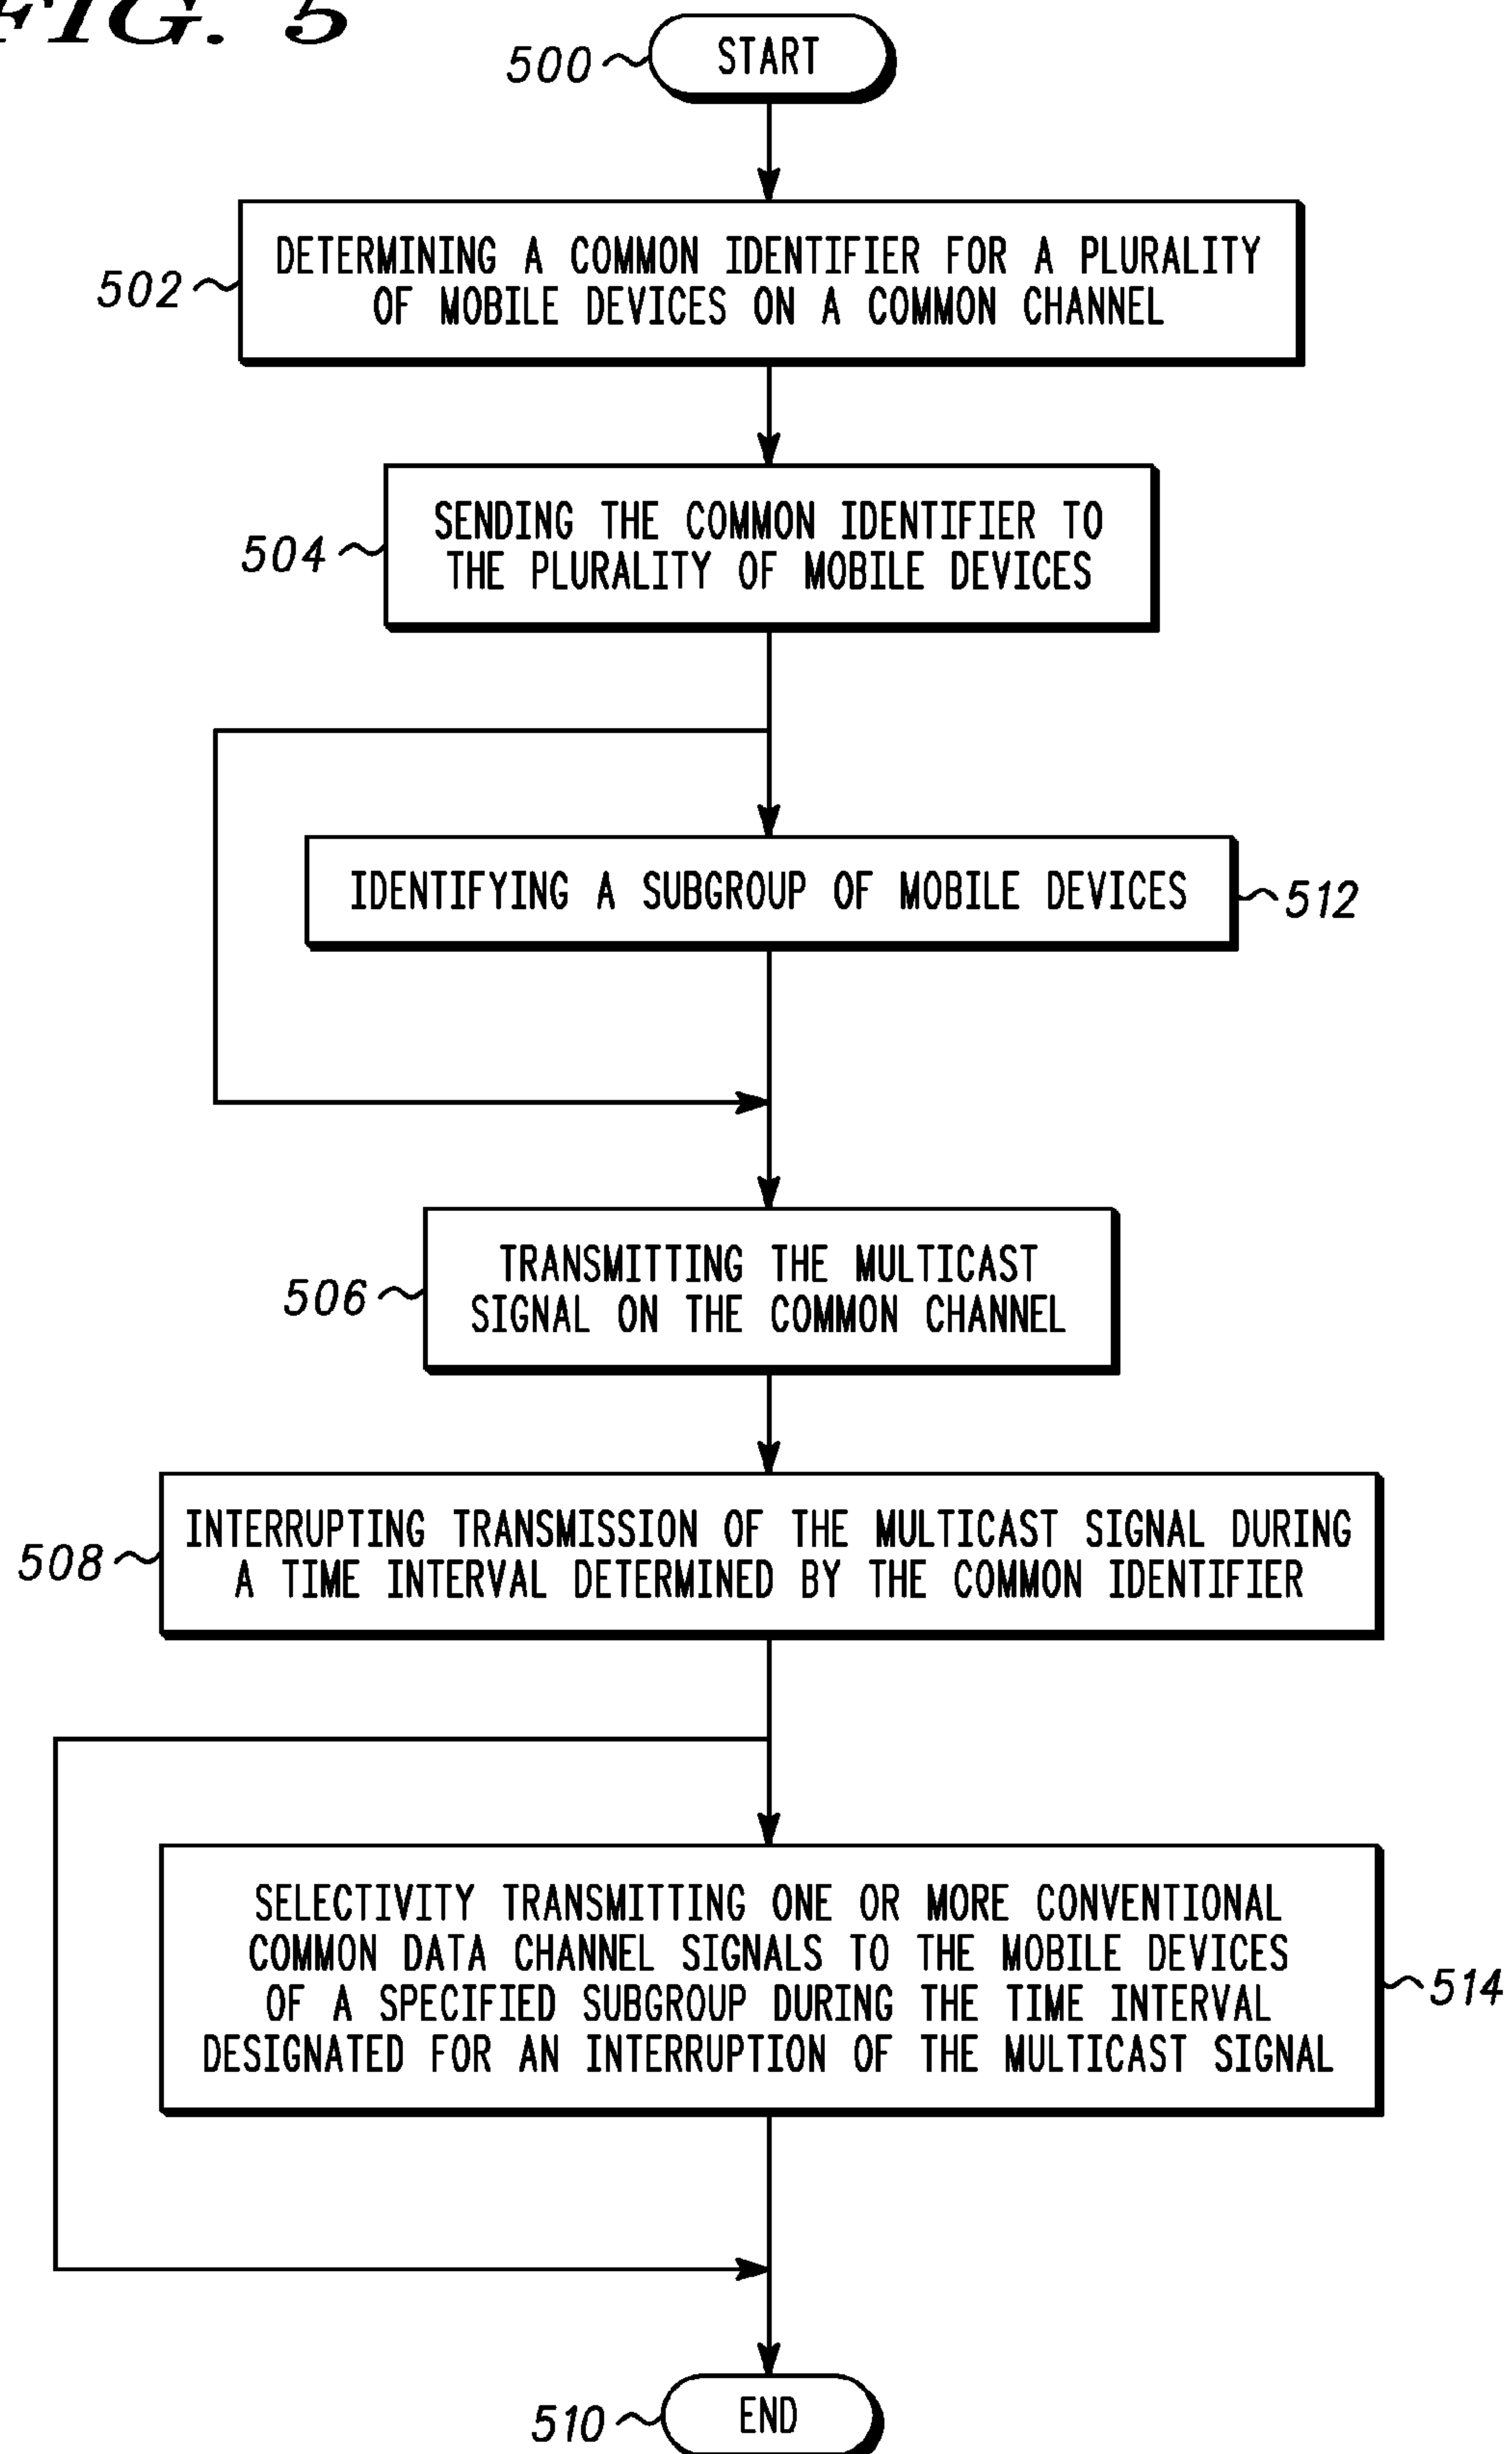 FIG. 5
500
START
502
DETERMINING A COMMON IDENTIFIER FOR A PLURALITY
OF MOBILE DEVICES ON A COMMON CHANNEL
504
SENDING THE COMMON IDENTIFIER TO
THE PLURALITY OF MOBILE DEVICES
IDENTIFYING A SUBGROUP OF MOBILE DEVICES
512
506
TRANSMITTING THE MULTICAST
SIGNAL ON THE COMMON CHANNEL
508
INTERRUPTING TRANSMISSION OF THE MULTICAST SIGNAL DURING
A TIME INTERVAL DETERMINED BY THE COMMON IDENTIFIER
SELECTIVITY TRANSMITTING ONE OR MORE CONVENTIONAL
COMMON DATA CHANNEL SIGNALS TO THE MOBILE DEVICES
OF A SPECIFIED SUBGROUP DURING THE TIME INTERVAL
DESIGNATED FOR AN INTERRUPTION OF THE MULTICAST SIGNAL
514
510
END